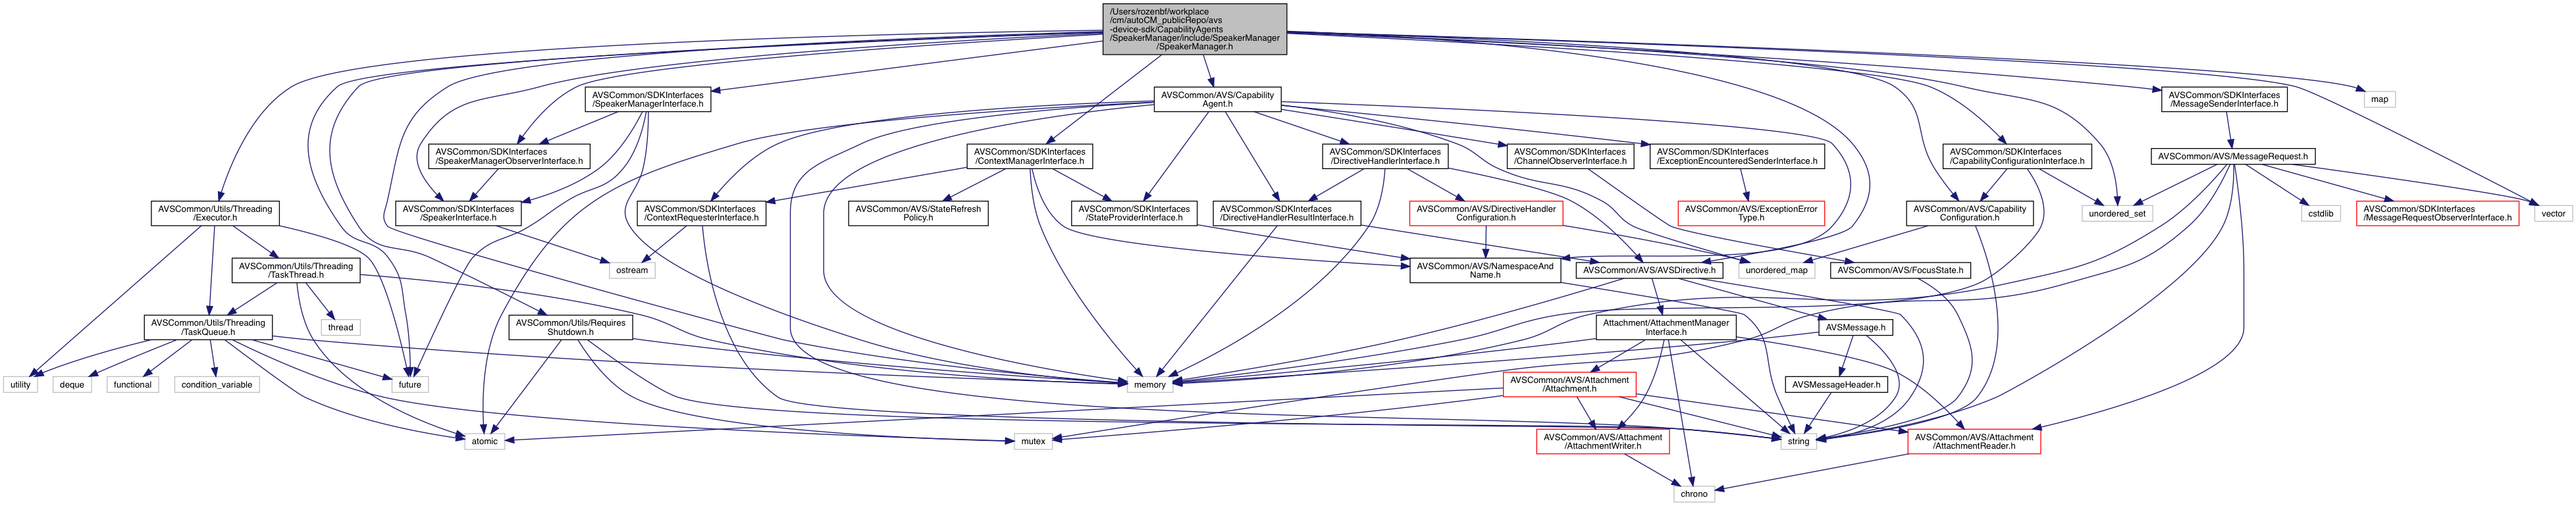 /Users/rozenbf/workplace
/cm/autoCM_publicRepo/avs
-device-sdk/CapabilityAgents
/SpeakerManager/include/SpeakerManager
/SpeakerManager.h
AVSCommon/SDKInterfaces
/SpeakerManagerInterface.h
AVSCommon/AVS/Capability
Agent.h
AVSCommon/SDKInterfaces
/MessageSenderInterface.h
map
AVSCommon/SDKInterfaces
/SpeakerManagerObserverInterface.h
AVSCommon/SDKInterfaces
/ContextManagerInterface.h
AVSCommon/SDKInterfaces
/DirectiveHandlerInterface.h
AVSCommon/SDKInterfaces
/ChannelObserverInterface.h
AVSCommon/SDKInterfaces
/ExceptionEncounteredSenderInterface.h
AVSCommon/SDKInterfaces
/CapabilityConfigurationInterface.h
AVSCommon/AVS/MessageRequest.h
AVSCommon/Utils/Threading
/Executor.h
AVSCommon/SDKInterfaces
/SpeakerInterface.h
AVSCommon/SDKInterfaces
/ContextRequesterInterface.h
AVSCommon/AVS/StateRefresh
Policy.h
AVSCommon/SDKInterfaces
/StateProviderInterface.h
AVSCommon/SDKInterfaces
/DirectiveHandlerResultInterface.h
AVSCommon/AVS/DirectiveHandler
Configuration.h
AVSCommon/AVS/ExceptionError
Type.h
AVSCommon/AVS/Capability
Configuration.h
unordered_set
cstdlib
AVSCommon/SDKInterfaces
/MessageRequestObserverInterface.h
vector
AVSCommon/Utils/Threading
/TaskThread.h
ostream
AVSCommon/AVS/NamespaceAnd
Name.h
AVSCommon/AVS/AVSDirective.h
unordered_map
AVSCommon/AVS/FocusState.h
AVSCommon/Utils/Threading
/TaskQueue.h
thread
AVSCommon/Utils/Requires
Shutdown.h
Attachment/AttachmentManager
Interface.h
AVSMessage.h
utility
deque
functional
condition_variable
future
memory
AVSCommon/AVS/Attachment
/Attachment.h
AVSMessageHeader.h
atomic
mutex
AVSCommon/AVS/Attachment
/AttachmentWriter.h
string
AVSCommon/AVS/Attachment
/AttachmentReader.h
chrono